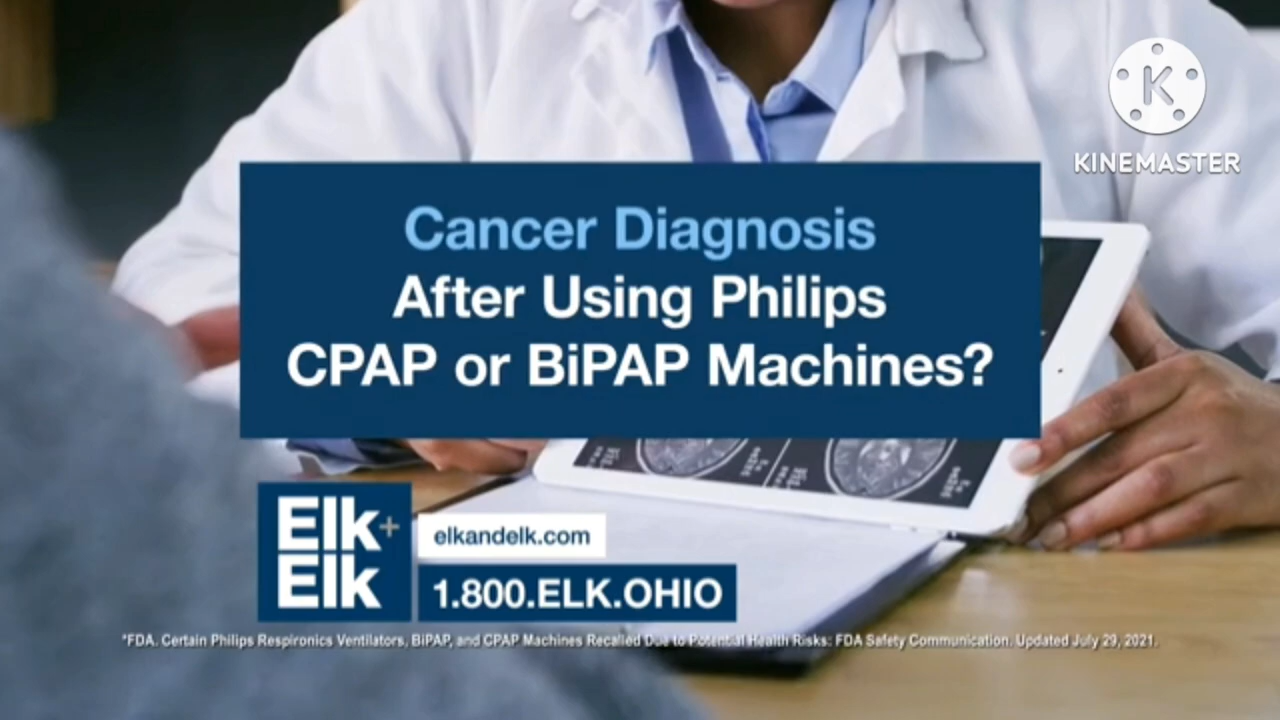 K
KINEMASTER
Cancer Diagnosis
After Using Philips
CPAP or BiPAP Machines?
Elk+
Elk
elkandelk.com
1.800.ELK.OHIO
*FDA. Certain Philips Respironics Ventilators, BiPAP, and CPAP Machines Recalled Due to Potential Health Risks: FDA Safety Communication. Updated July 29, 2021.